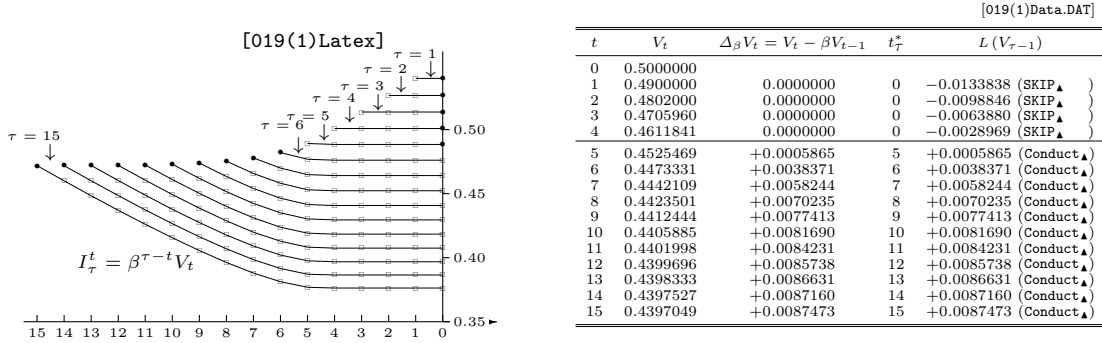 [019(1)Latex]
τ = 1
τ = 2
τ = 3
τ = 4
τ = 5
τ = 6
τ = 15
0.50
0.45
0.40
0.35
I_τ^t = β^{τ−t}V_t
15 14 13 12 11 10 9 8 7 6 5 4 3 2 1 0
[019(1)Data.DAT]
t V_t Δ_βV_t = V_t − βV_{t−1} t*_τ L(V_{τ−1})
0 0.5000000
1 0.4900000 0.0000000 0 −0.0133838 (SKIP▲ )
2 0.4802000 0.0000000 0 −0.0098846 (SKIP▲ )
3 0.4705960 0.0000000 0 −0.0063880 (SKIP▲ )
4 0.4611841 0.0000000 0 −0.0028969 (SKIP▲ )
5 0.4525469 +0.0005865 5 +0.0005865 (Conduct▲)
6 0.4473331 +0.0038371 6 +0.0038371 (Conduct▲)
7 0.4442109 +0.0058244 7 +0.0058244 (Conduct▲)
8 0.4423501 +0.0070235 8 +0.0070235 (Conduct▲)
9 0.4412444 +0.0077413 9 +0.0077413 (Conduct▲)
10 0.4405885 +0.0081690 10 +0.0081690 (Conduct▲)
11 0.4401998 +0.0084231 11 +0.0084231 (Conduct▲)
12 0.4399696 +0.0085738 12 +0.0085738 (Conduct▲)
13 0.4398333 +0.0086631 13 +0.0086631 (Conduct▲)
14 0.4397527 +0.0087160 14 +0.0087160 (Conduct▲)
15 0.4397049 +0.0087473 15 +0.0087473 (Conduct▲)